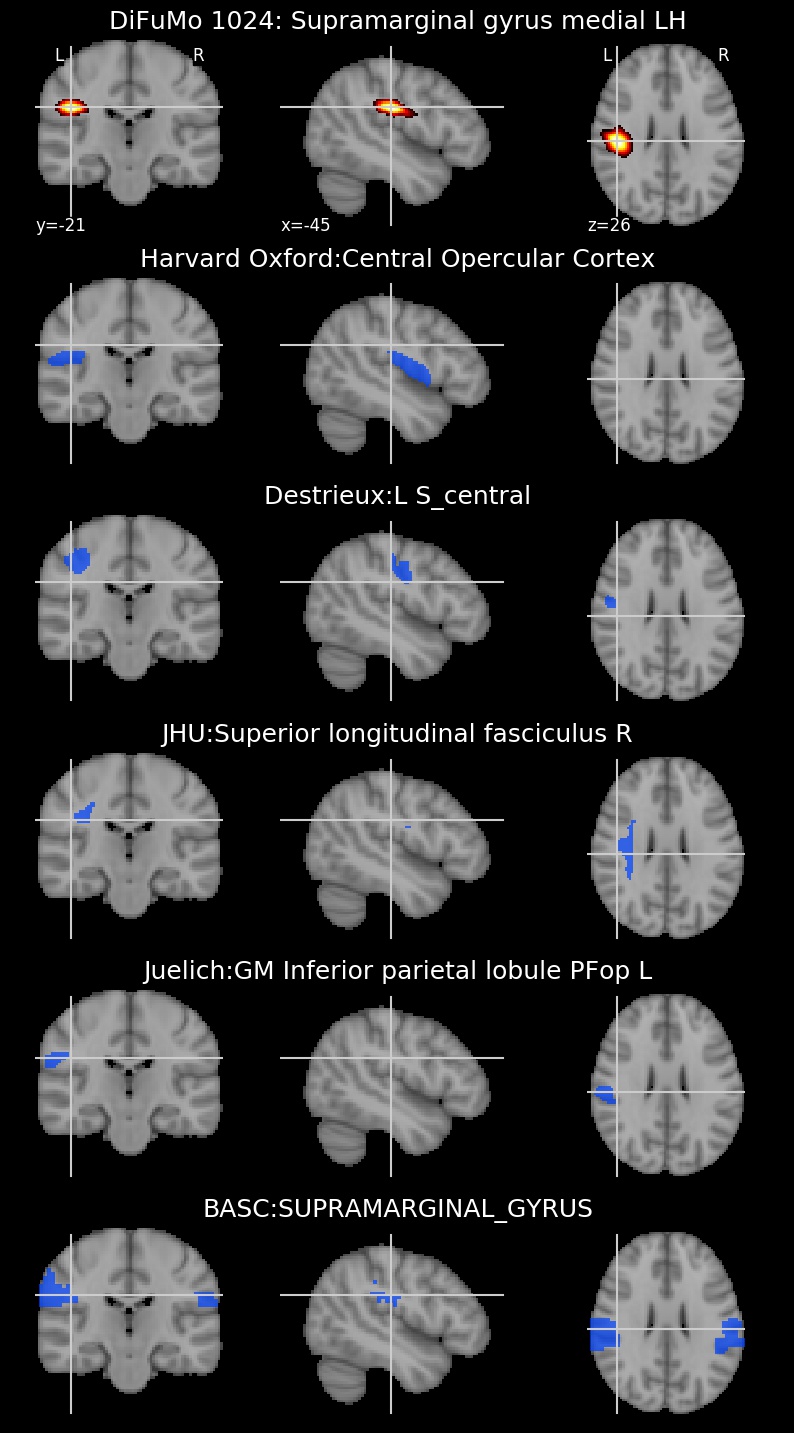 DiFuMo 1024: Supramarginal gyrus medial LH
L R L R
y=-21 x=-45 z=26
Harvard Oxford:Central Opercular Cortex
Destrieux:L S_central
JHU:Superior longitudinal fasciculus R
Juelich:GM Inferior parietal lobule PFop L
BASC:SUPRAMARGINAL_GYRUS